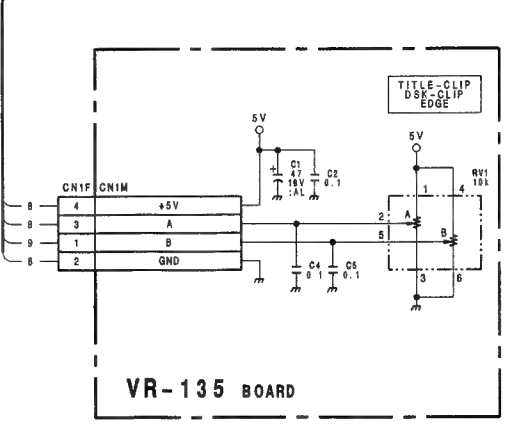 TITLE-CLIP
DSK-CLIP
EDGE
5V
5V
+ C1
47
16V
:AL
C2
0.1
RV1
10k
CN1F CN1M
1 4
8 4 +5V
8 3 A
9 1 B
8 2 GND
2 A
5 B
C4
0.1
C5
0.1
3 6
VR-135 BOARD